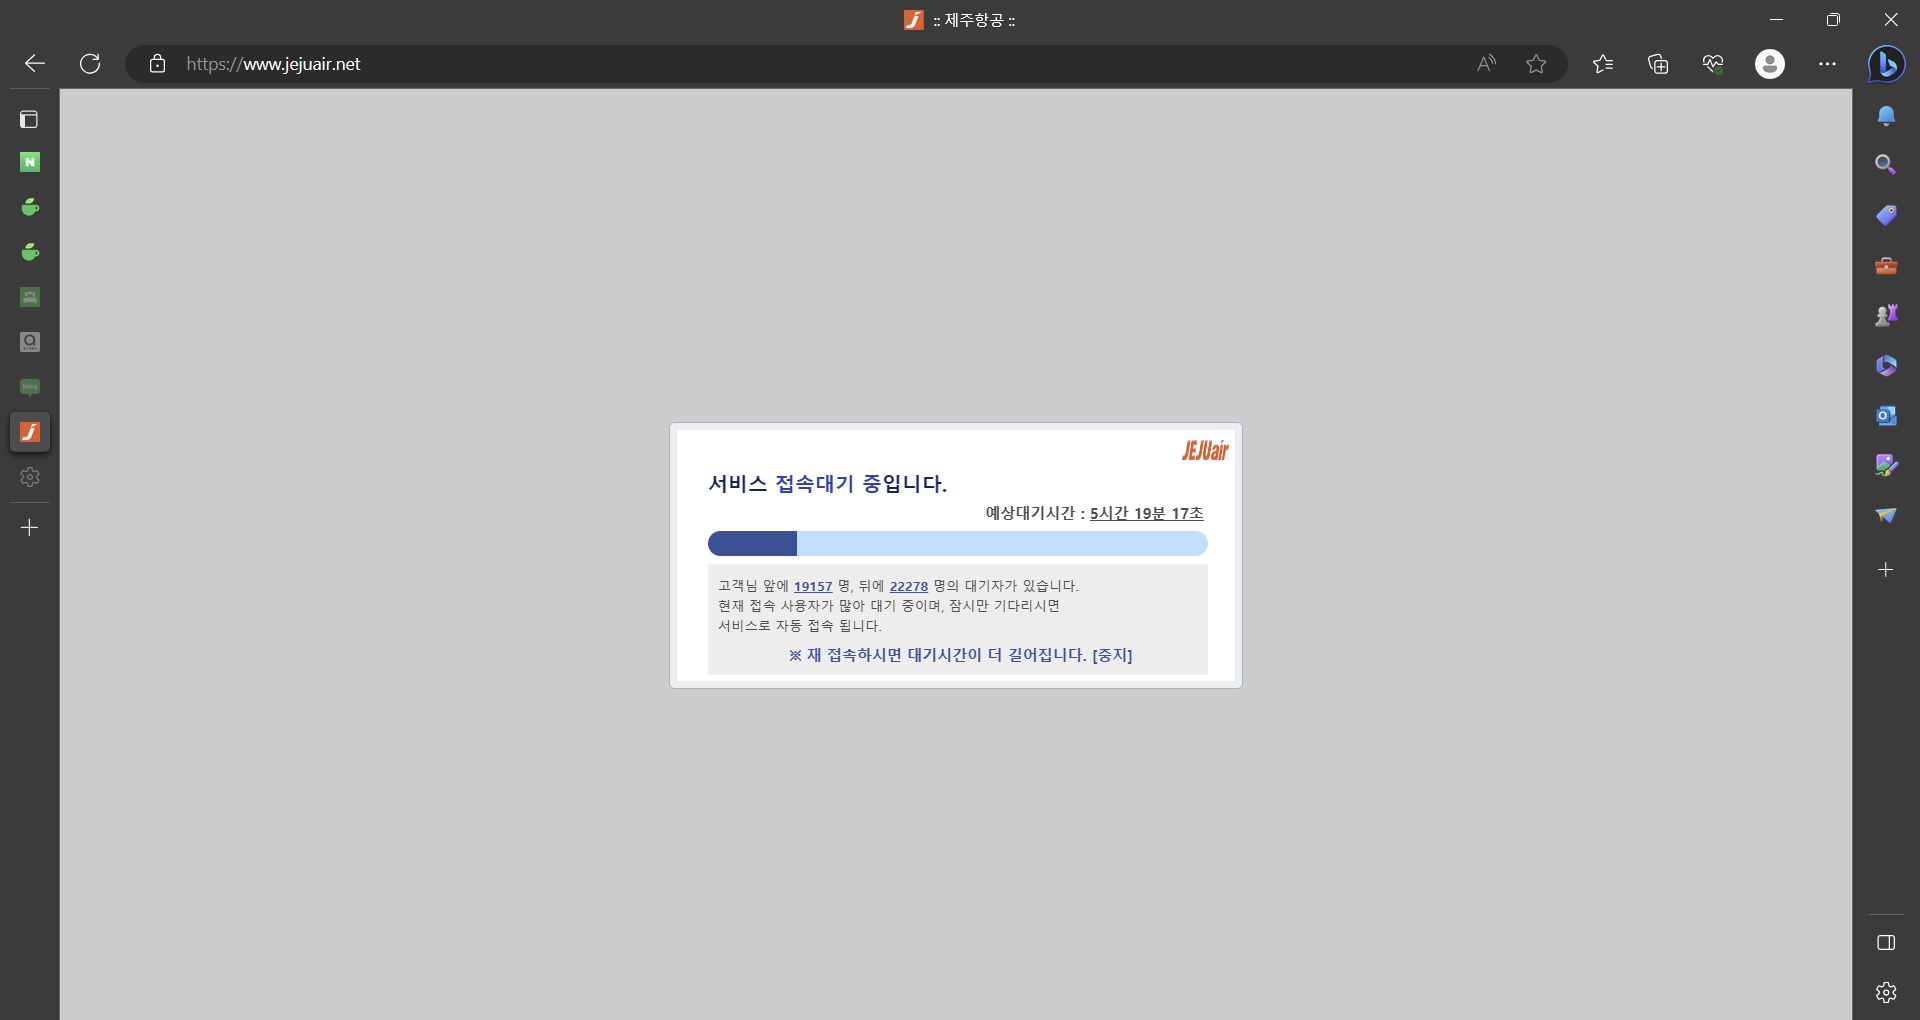 :: 제주항공 ::
https://www.jejuair.net
JEJUair
서비스 접속대기 중입니다.
예상대기시간 : 5시간 19분 17초
고객님 앞에 19157 명, 뒤에 22278 명의 대기자가 있습니다.
현재 접속 사용자가 많아 대기 중이며, 잠시만 기다리시면
서비스로 자동 접속 됩니다.
※ 재 접속하시면 대기시간이 더 길어집니다. [중지]
N
blog